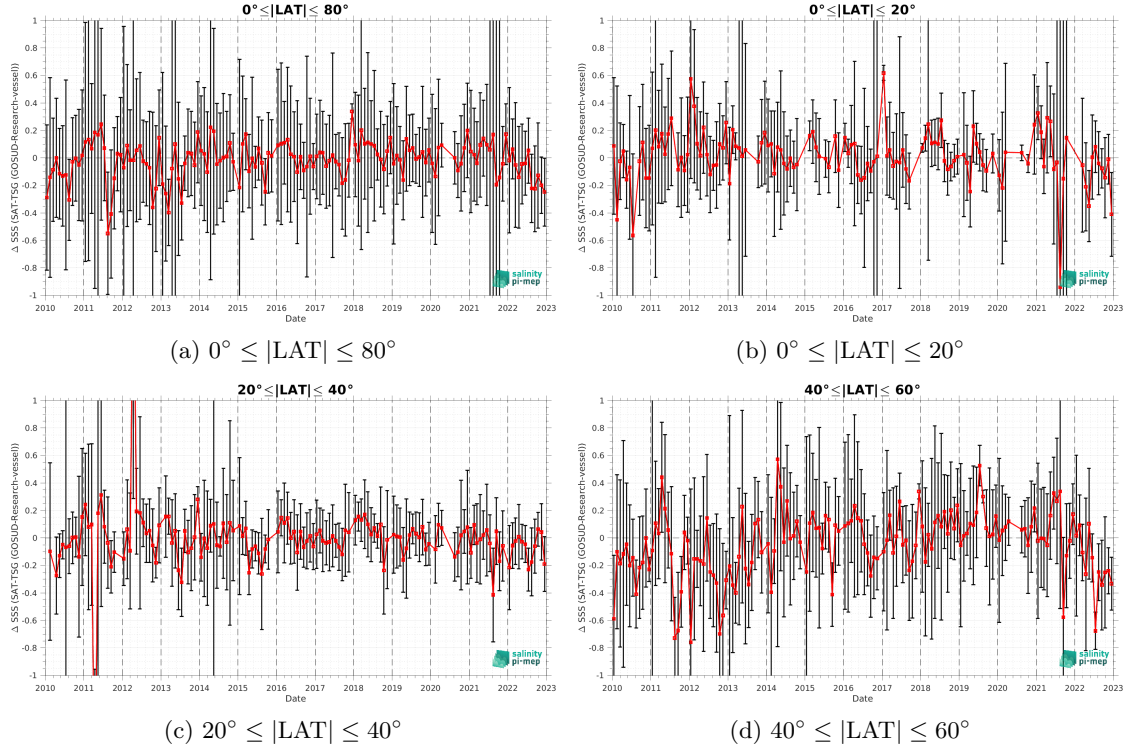 0°≤|LAT|≤ 80°
Δ SSS (SAT-TSG (GOSUD-Research-vessel))
1
0.8
0.6
0.4
0.2
0
-0.2
-0.4
-0.6
-0.8
-1
2010 2011 2012 2013 2014 2015 2016 2017 2018 2019 2020 2021 2022 2023
Date
salinity
pi-mep
(a) 0° ≤ |LAT| ≤ 80°
0°≤|LAT|≤ 20°
Δ SSS (SAT-TSG (GOSUD-Research-vessel))
1
0.8
0.6
0.4
0.2
0
-0.2
-0.4
-0.6
-0.8
-1
2010 2011 2012 2013 2014 2015 2016 2017 2018 2019 2020 2021 2022 2023
Date
salinity
pi-mep
(b) 0° ≤ |LAT| ≤ 20°
20°≤|LAT|≤ 40°
Δ SSS (SAT-TSG (GOSUD-Research-vessel))
1
0.8
0.6
0.4
0.2
0
-0.2
-0.4
-0.6
-0.8
-1
2010 2011 2012 2013 2014 2015 2016 2017 2018 2019 2020 2021 2022 2023
Date
salinity
pi-mep
(c) 20° ≤ |LAT| ≤ 40°
40°≤|LAT|≤ 60°
Δ SSS (SAT-TSG (GOSUD-Research-vessel))
1
0.8
0.6
0.4
0.2
0
-0.2
-0.4
-0.6
-0.8
-1
2010 2011 2012 2013 2014 2015 2016 2017 2018 2019 2020 2021 2022 2023
Date
salinity
pi-mep
(d) 40° ≤ |LAT| ≤ 60°